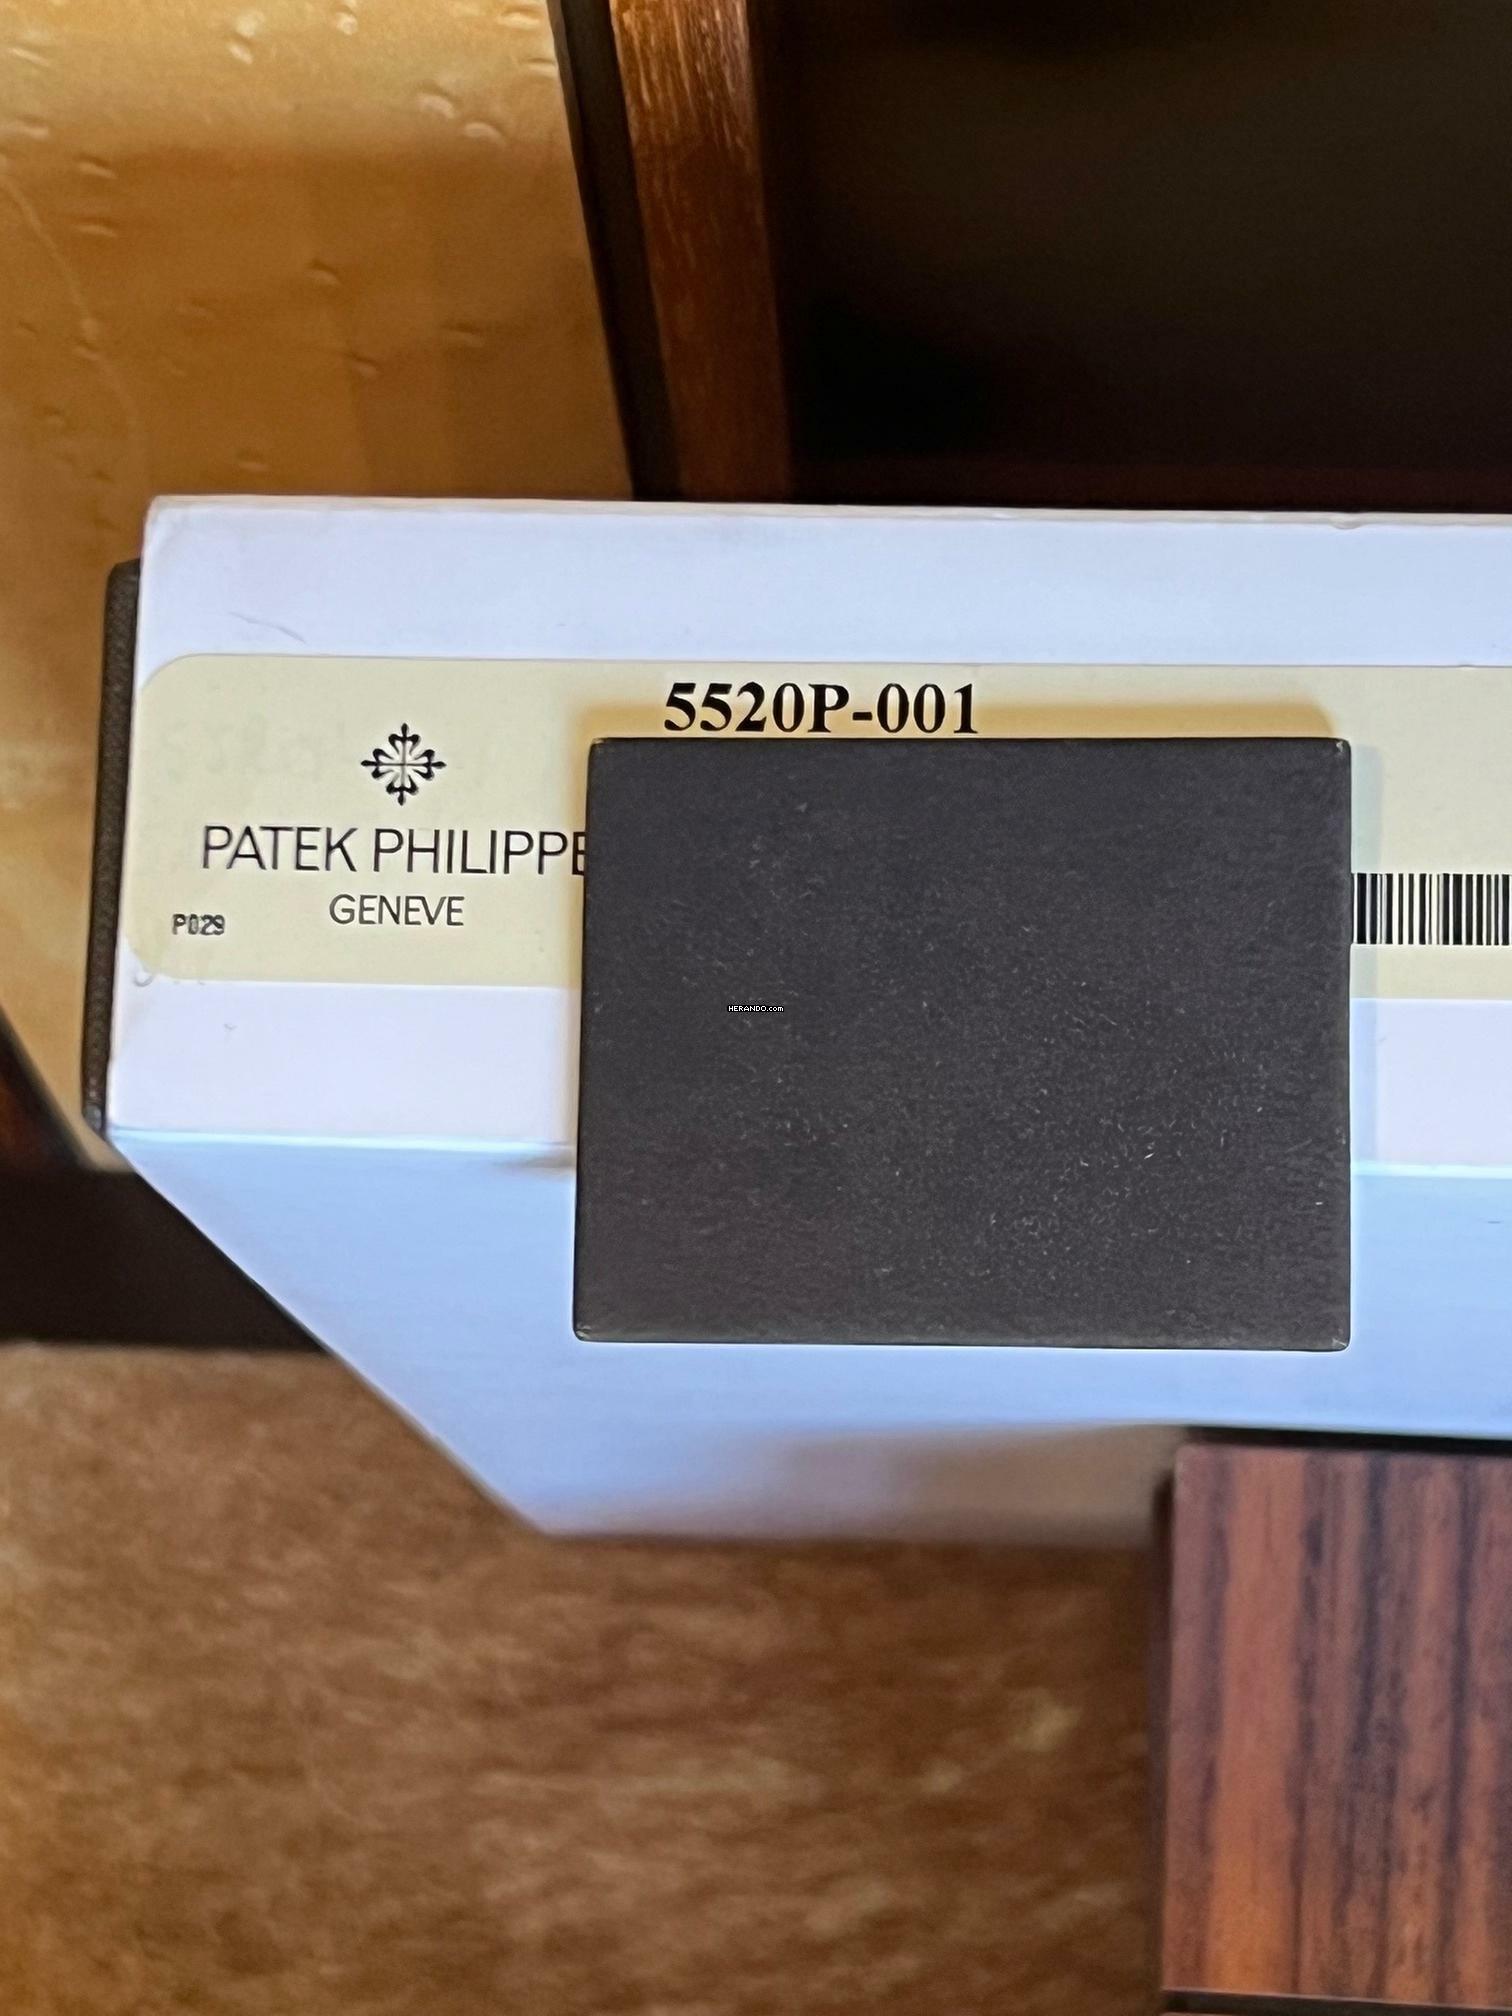 5520P-001
PATEK PHILIPPE
GENEVE
P029
HERANDO.com